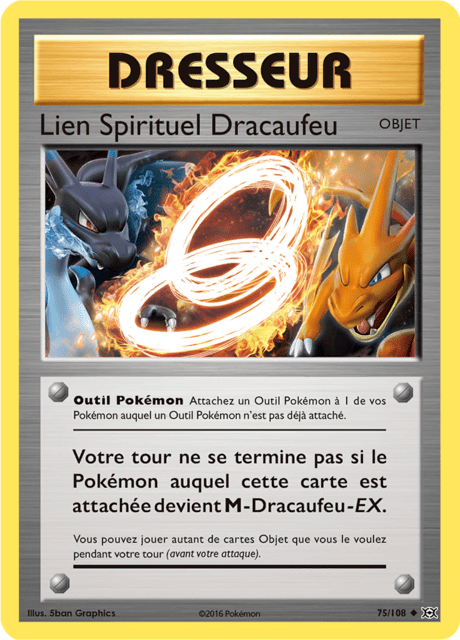 DRESSEUR
Lien Spirituel Dracaufeu
OBJET
Outil Pokémon Attachez un Outil Pokémon à 1 de vos
Pokémon auquel un Outil Pokémon n'est pas déjà attaché.
Votre tour ne se termine pas si le
Pokémon auquel cette carte est
attachée devient M-Dracaufeu-EX.
Vous pouvez jouer autant de cartes Objet que vous le voulez
pendant votre tour (avant votre attaque).
Illus. 5ban Graphics
©2016 Pokémon
75/108